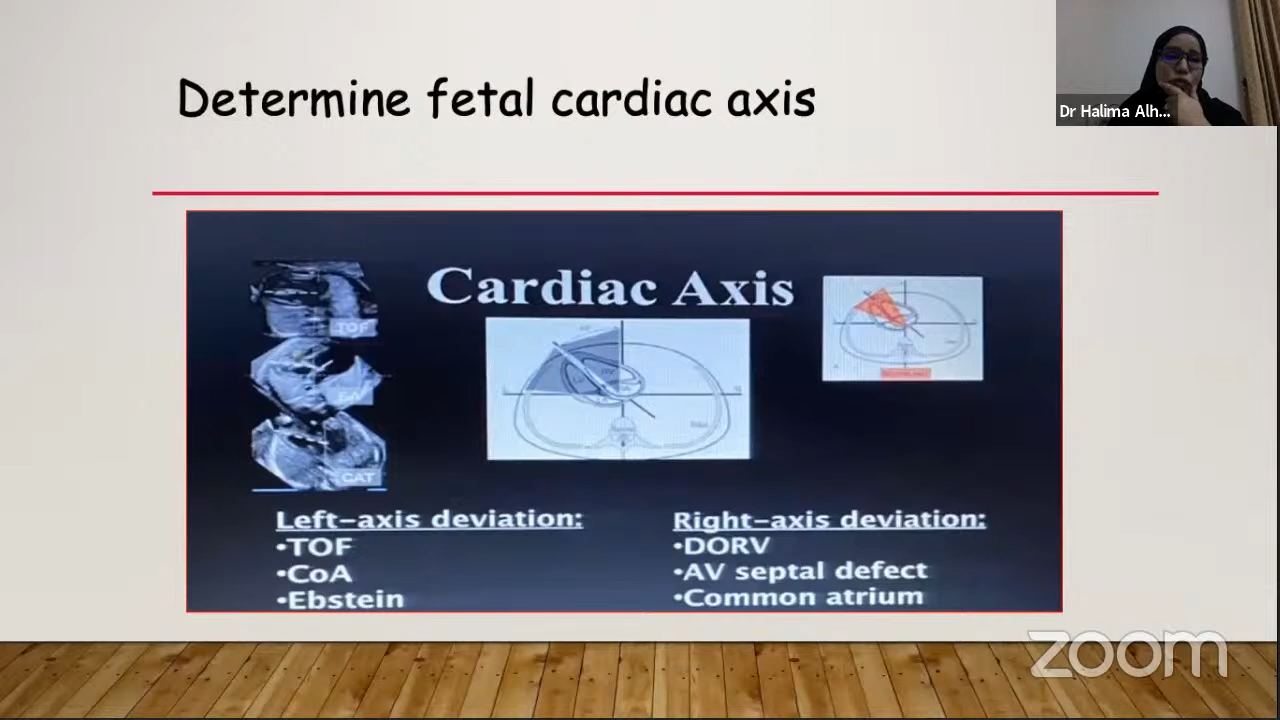 Determine fetal cardiac axis
Dr Halima Alh...
Cardiac Axis
TOF
CAT
Left-axis deviation:
•TOF
•CoA
•Ebstein
Right-axis deviation:
•DORV
•AV septal defect
•Common atrium
zoom